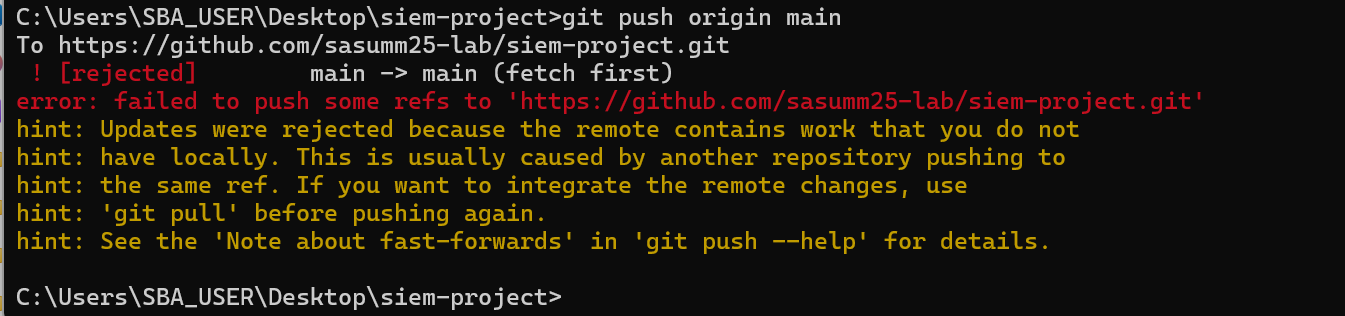 C:\Users\SBA_USER\Desktop\siem-project>git push origin main
To https://github.com/sasumm25-lab/siem-project.git
 ! [rejected]        main -> main (fetch first)
error: failed to push some refs to 'https://github.com/sasumm25-lab/siem-project.git'
hint: Updates were rejected because the remote contains work that you do not
hint: have locally. This is usually caused by another repository pushing to
hint: the same ref. If you want to integrate the remote changes, use
hint: 'git pull' before pushing again.
hint: See the 'Note about fast-forwards' in 'git push --help' for details.
C:\Users\SBA_USER\Desktop\siem-project>